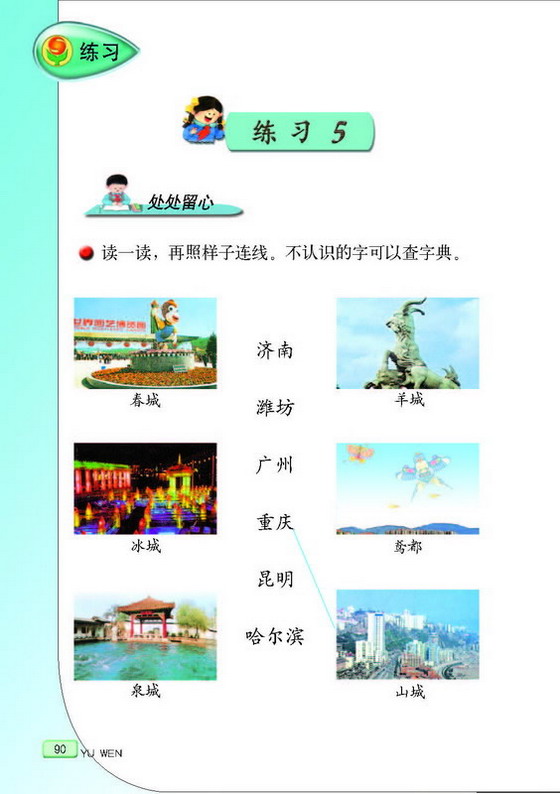 练习
练习 5
处处留心
读一读，再照样子连线。不认识的字可以查字典。
世界园艺博览园
春城
济南
羊城
潍坊
广州
冰城
重庆
鸢都
昆明
哈尔滨
泉城
山城
90
YU WEN